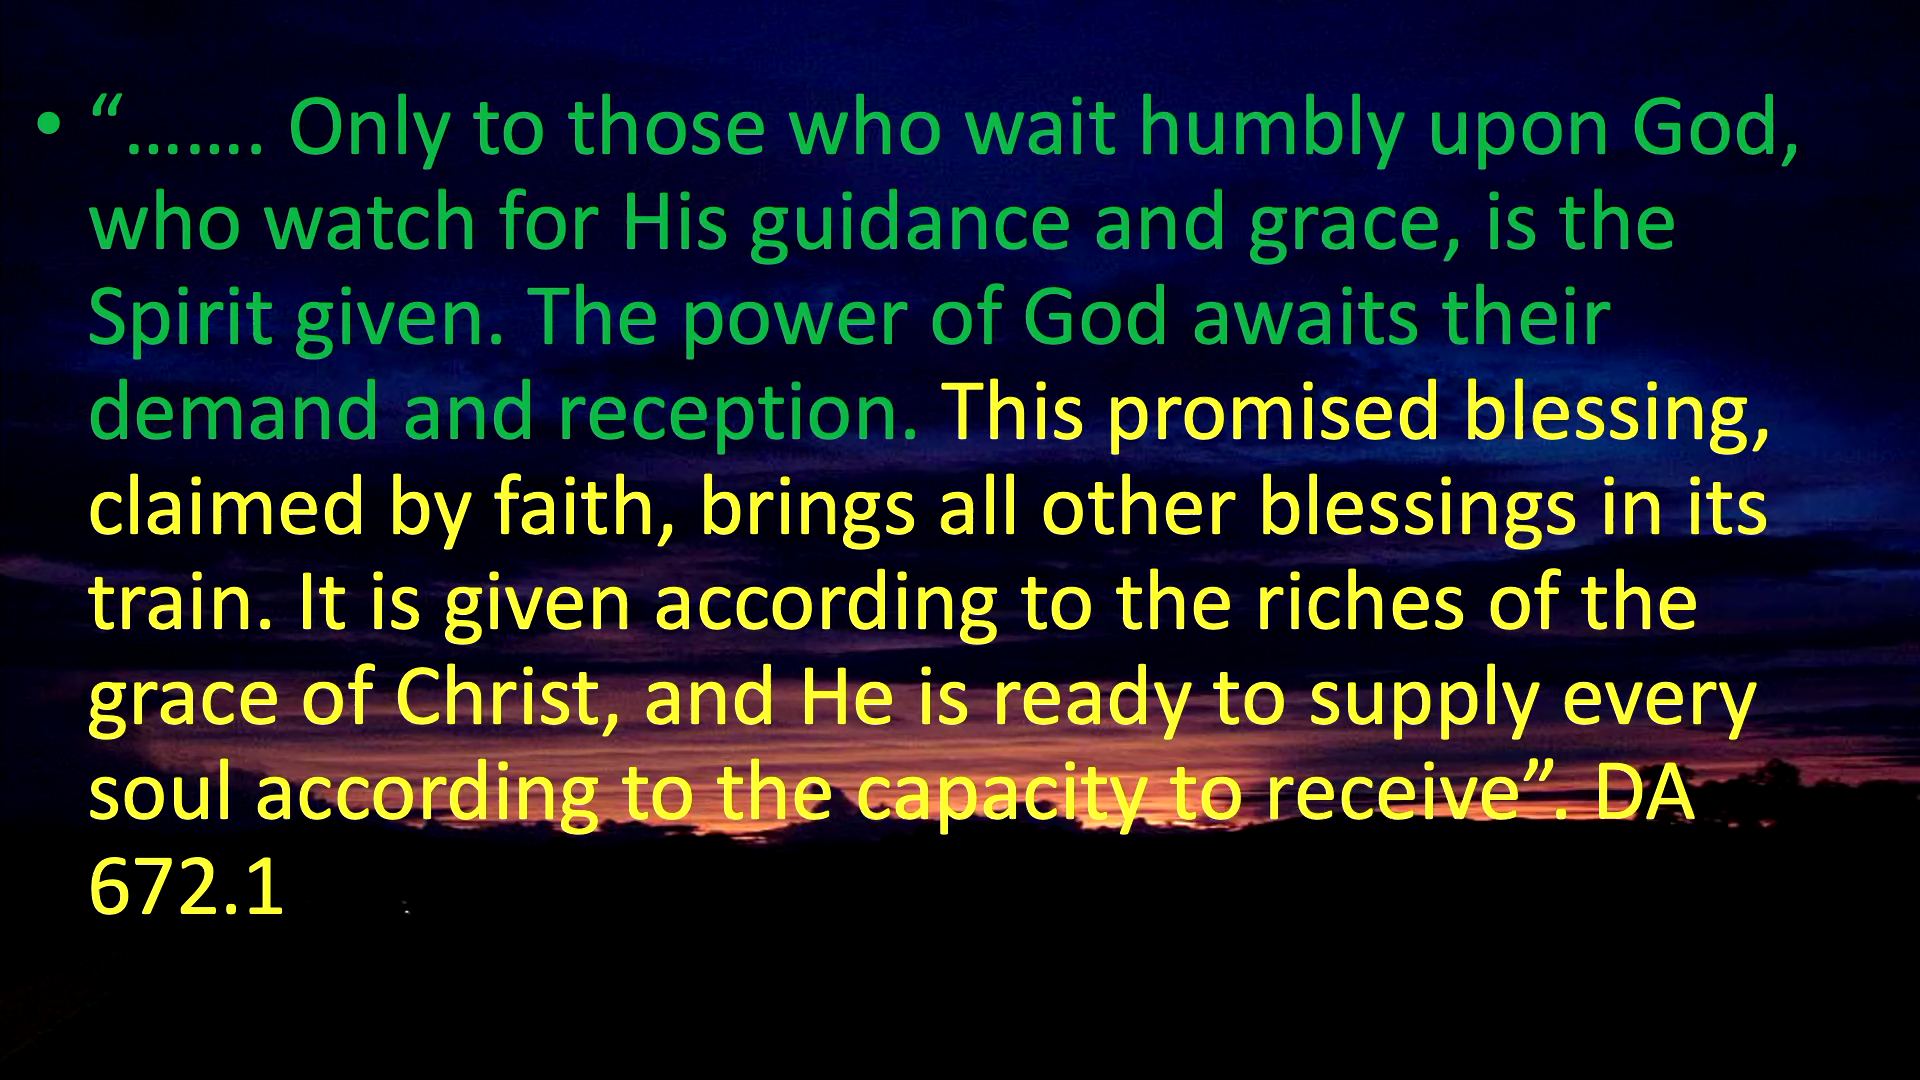 • “……. Only to those who wait humbly upon God,
who watch for His guidance and grace, is the
Spirit given. The power of God awaits their
demand and reception. This promised blessing,
claimed by faith, brings all other blessings in its
train. It is given according to the riches of the
grace of Christ, and He is ready to supply every
soul according to the capacity to receive”. DA
672.1